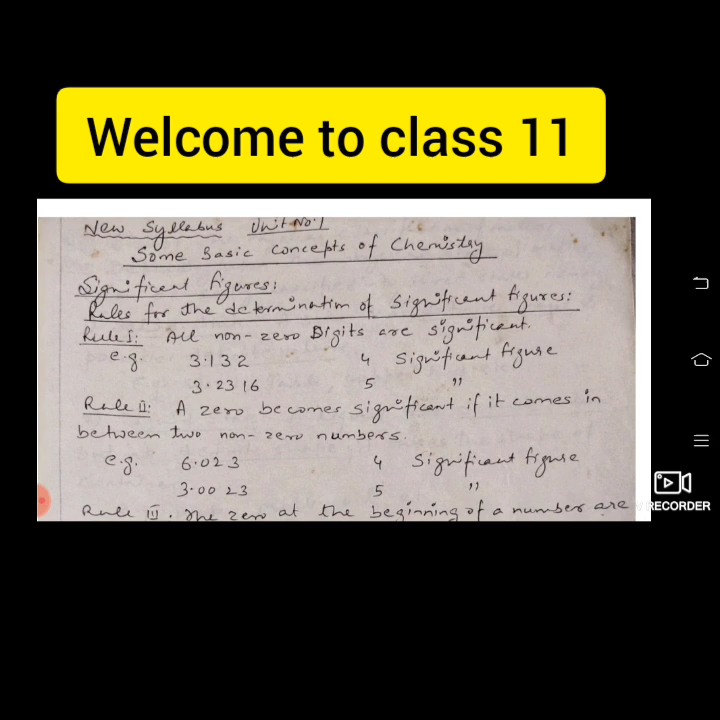 Welcome to class 11
New Syllabus Unit No.1
Some Basic concepts of Chemistry
Significant figures:
Rules for the determination of significant figures:
Rule I: All non-zero Digits are significant.
e.g. 3.132 4 Significant figure
3.2316 5 "
Rule II: A zero becomes significant if it comes in
between two non-zero numbers.
e.g. 6.023 4 Significant figure
3.0023 5 "
Rule III. The zero at the beginning of a number are
RECORDER